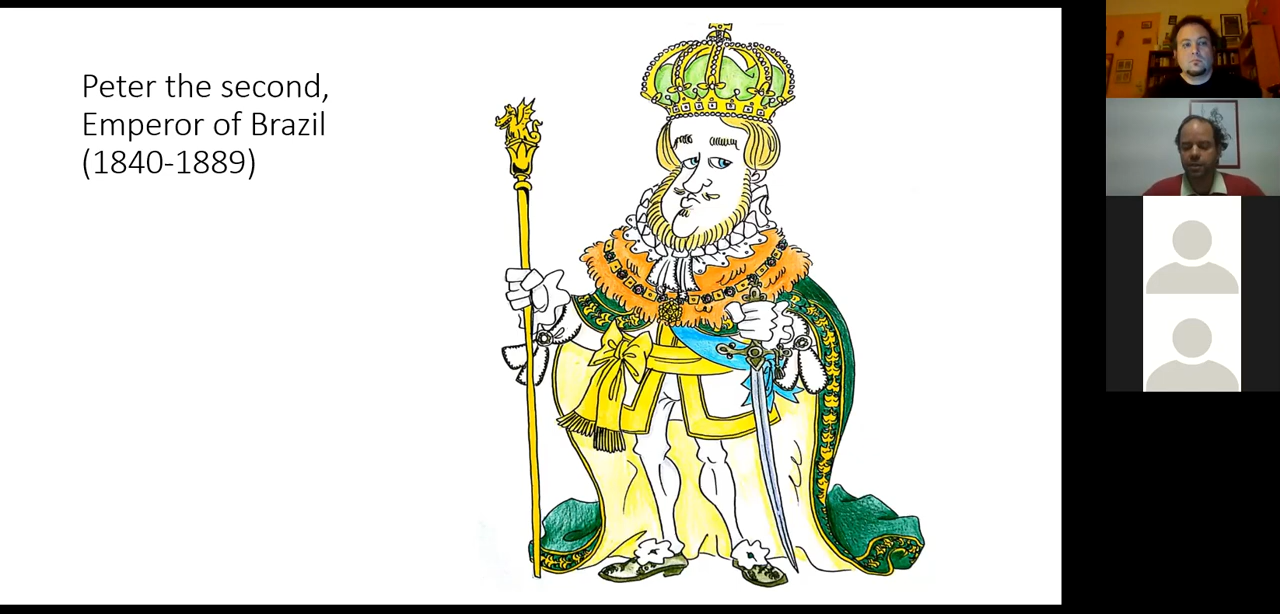 Peter the second,
Emperor of Brazil
(1840-1889)